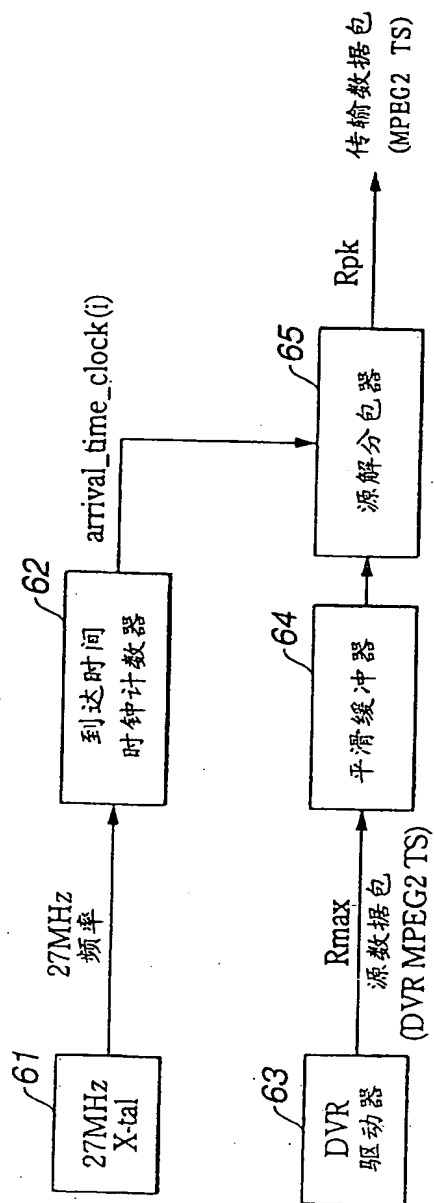 61
27MHz
X-tal
27MHz
频率
62
到达时间
时钟计数器
arrival_time_clock(i)
63
DVR
驱动器
Rmax
源数据包
(DVR MPEG2 TS)
64
平滑缓冲器
65
源解分包器
Rpk
传输数据包
(MPEG2 TS)